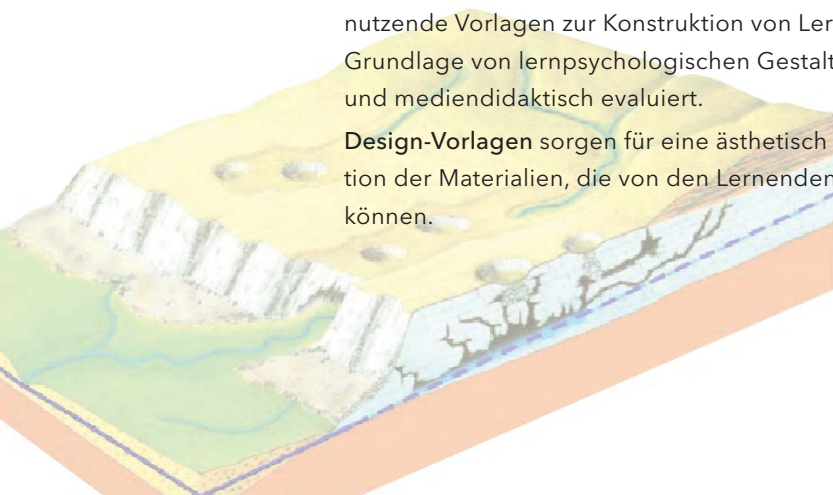 nutzende Vorlagen zur Konstruktion von Ler
Grundlage von lernpsychologischen Gestalt
und mediendidaktisch evaluiert.
Design-Vorlagen sorgen für eine ästhetisch
tion der Materialien, die von den Lernenden
können.